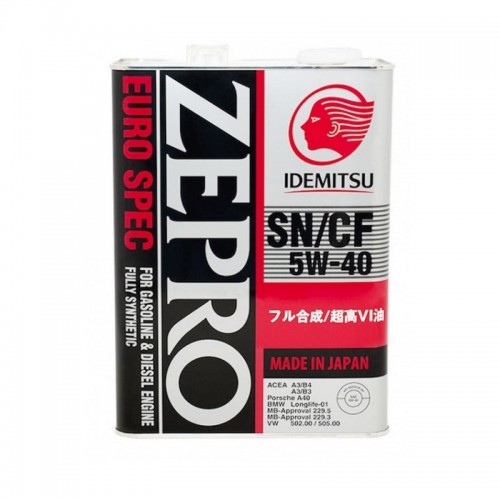 ZEPRO
EURO SPEC
FOR GASOLINE & DIESEL ENGINE
FULLY SYNTHETIC
IDEMITSU
SN/CF
5W-40
フル合成/超高VI油
MADE IN JAPAN
ACEA A3/B4
A3/B3
Porsche A40
BMW Longlife-01
MB-Approval 229.5
MB-Approval 229.3
VW 502.00 / 505.00